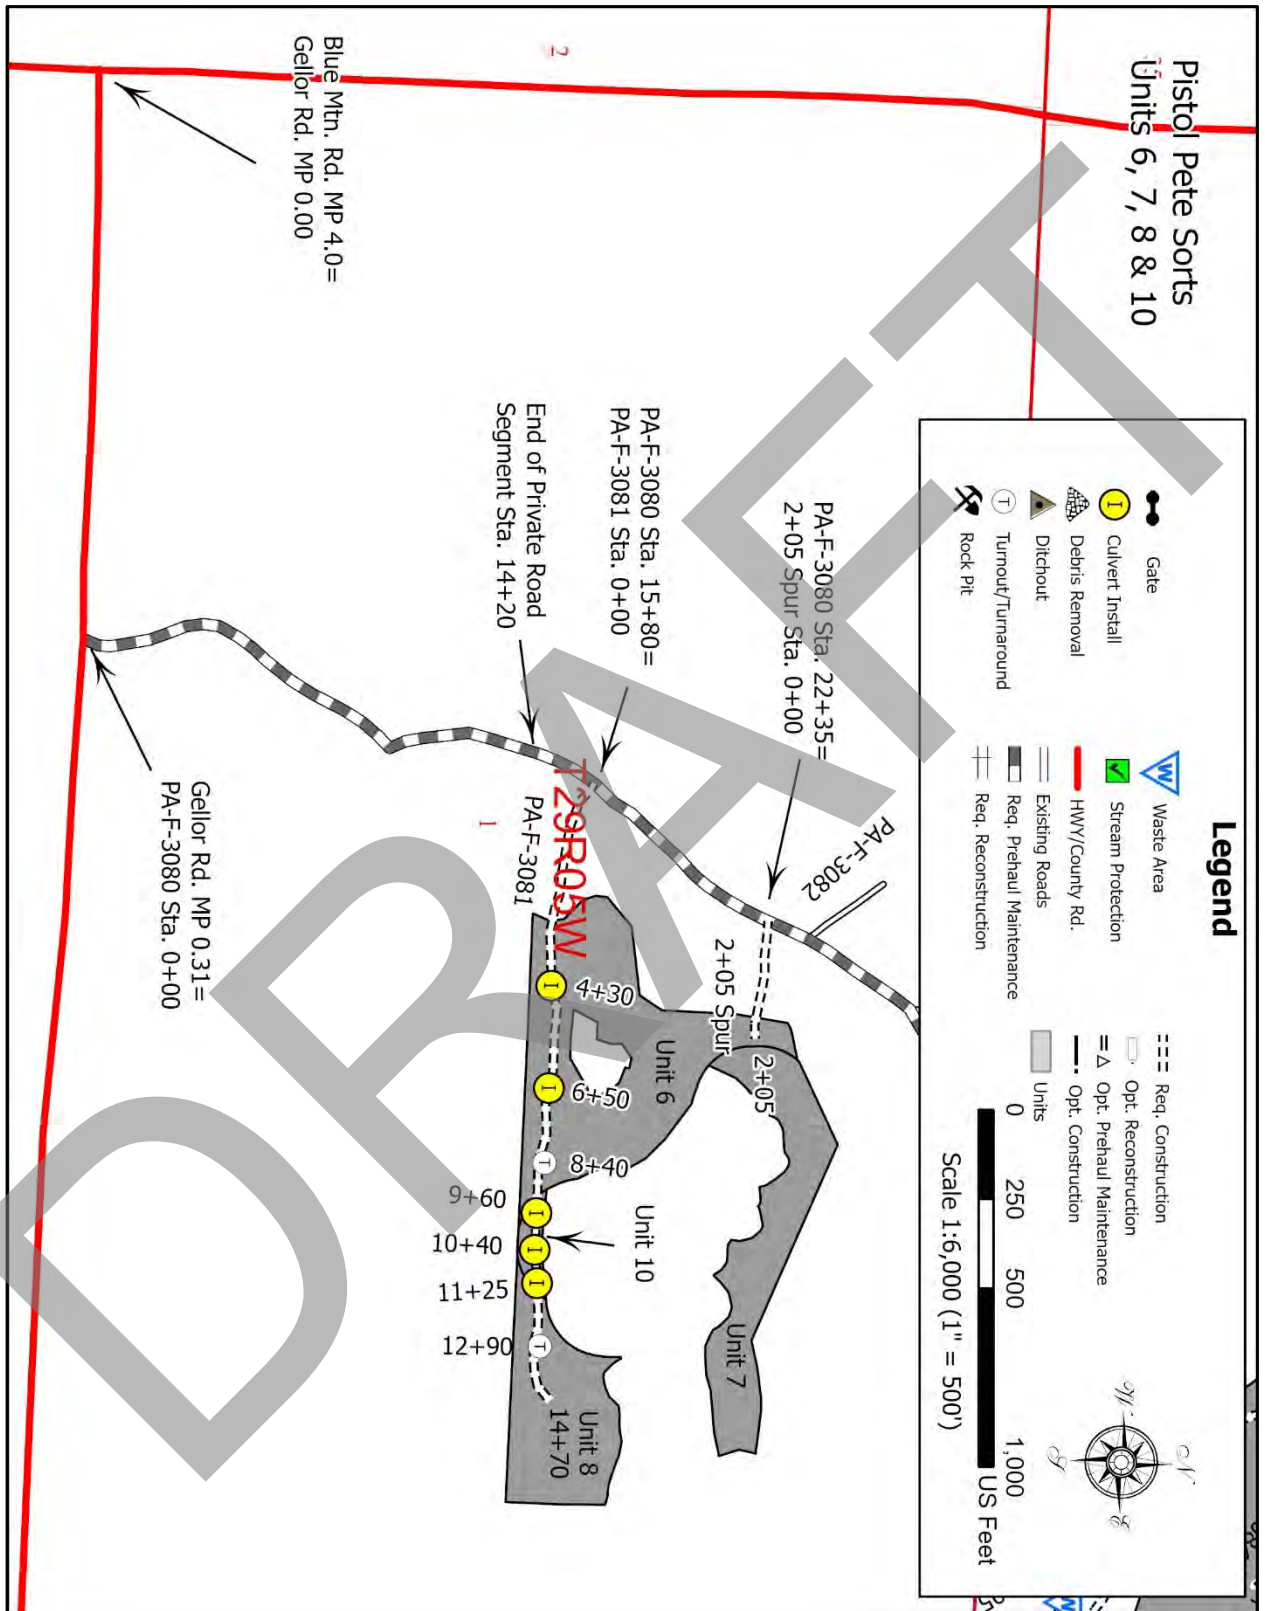 Pistol Pete Sorts
Units 6, 7, 8 & 10
2
Blue Mtn. Rd. MP 4.0=
Gellor Rd. MP 0.00
Legend
Gate
Culvert Install
I
Debris Removal
Ditchout
Turnout/Turnaround
T
Rock Pit
Waste Area
W
Stream Protection
HWY/County Rd.
Existing Roads
Req. Prehaul Maintenance
Req. Reconstruction
Req. Construction
Opt. Reconstruction
Opt. Prehaul Maintenance
Opt. Construction
Units
0 250 500 1,000
US Feet
Scale 1:6,000 (1" = 500')
N
W
E
S
PA-F-3080 Sta. 22+35=
2+05 Spur Sta. 0+00
PA-F-3080 Sta. 15+80=
PA-F-3081 Sta. 0+00
End of Private Road
Segment Sta. 14+20
PA-F-3082
2+05 Spur
2+05
T29R05W
PA-F-3081
1
Gellor Rd. MP 0.31=
PA-F-3080 Sta. 0+00
I
4+30
Unit 6
I
6+50
T
8+40
Unit 10
9+60
I
10+40
I
11+25
I
12+90
T
Unit 7
Unit 8
14+70
W
DRAFT